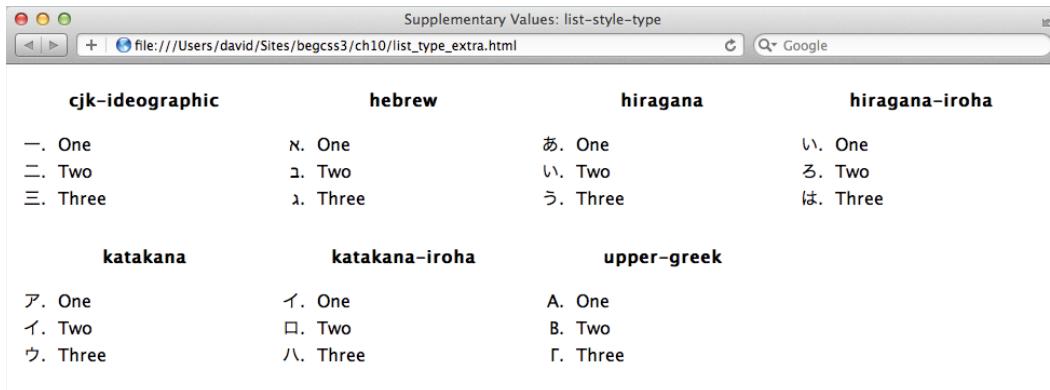 Supplementary Values: list-style-type
file:///Users/david/Sites/begcss3/ch10/list_type_extra.html
Google
cjk-ideographic
一. One
二. Two
三. Three
hebrew
א. One
ב. Two
ג. Three
hiragana
あ. One
い. Two
う. Three
hiragana-iroha
い. One
ろ. Two
は. Three
katakana
ア. One
イ. Two
ウ. Three
katakana-iroha
イ. One
ロ. Two
ハ. Three
upper-greek
Α. One
Β. Two
Γ. Three